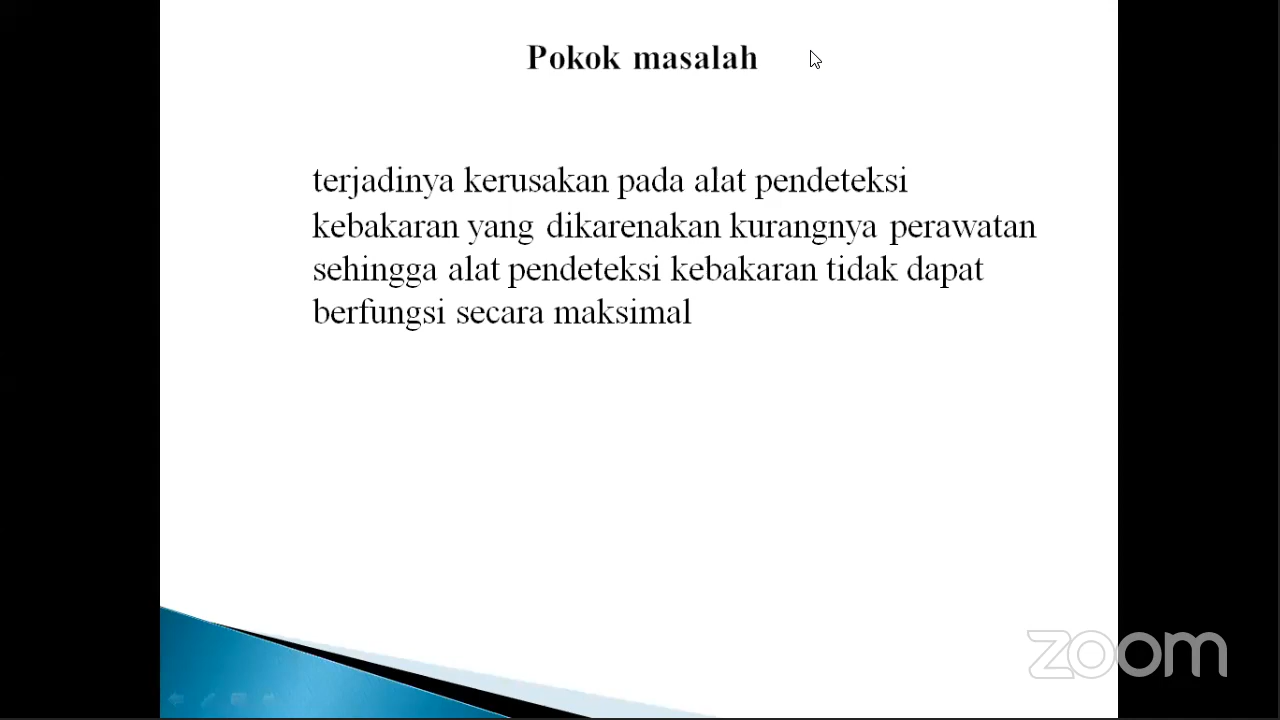 Pokok masalah
terjadinya kerusakan pada alat pendeteksi
kebakaran yang dikarenakan kurangnya perawatan
sehingga alat pendeteksi kebakaran tidak dapat
berfungsi secara maksimal
zoom